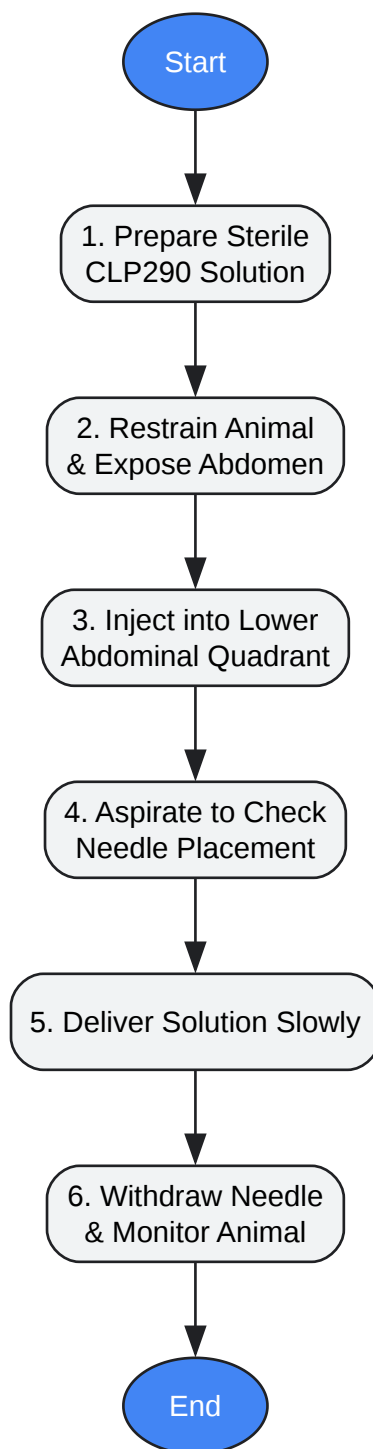 Start
1. Prepare Sterile
CLP290 Solution
2. Restrain Animal
& Expose Abdomen
3. Inject into Lower
Abdominal Quadrant
4. Aspirate to Check
Needle Placement
5. Deliver Solution Slowly
6. Withdraw Needle
& Monitor Animal
End